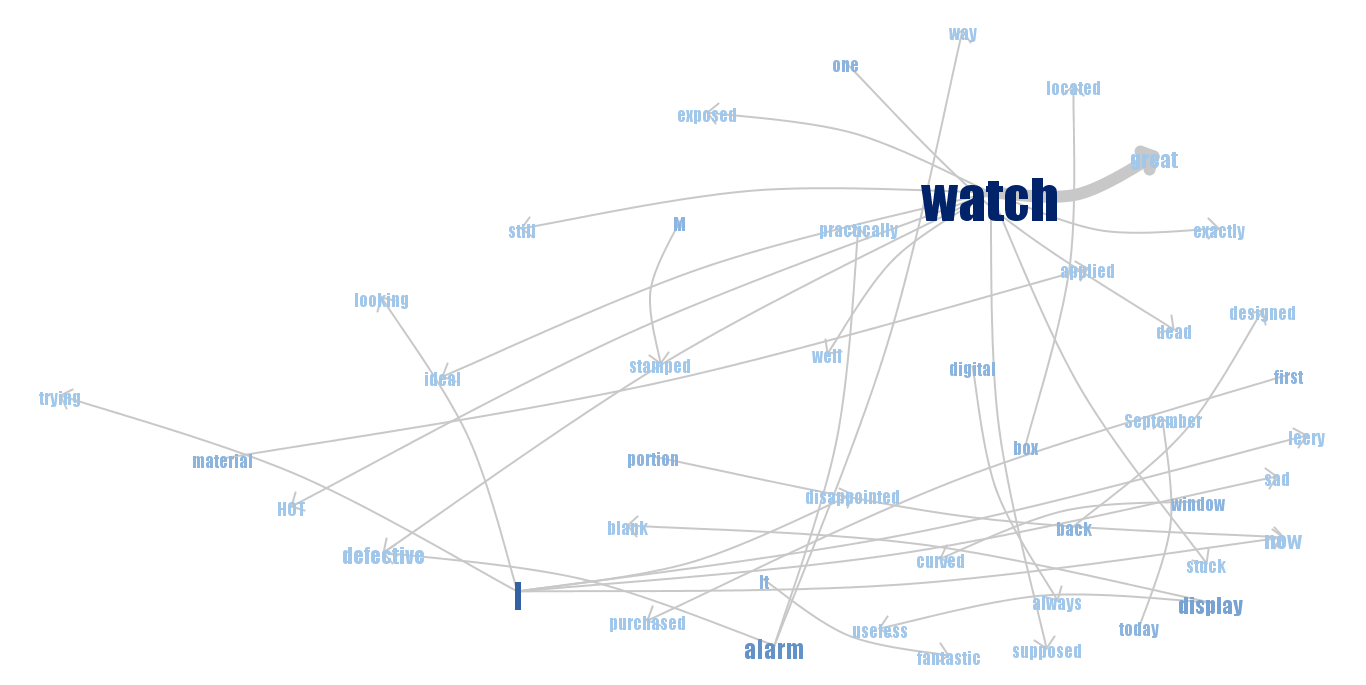 way
one
located
exposed
great
watch
still
M
practically
exactly
applied
looking
designed
dead
well
stamped
digital
ideal
first
trying
September
leery
box
material
portion
sad
disappointed
HOT
window
blank
back
now
defective
curved
stuck
It
I
always
display
purchased
useless
today
alarm
fantastic
supposed